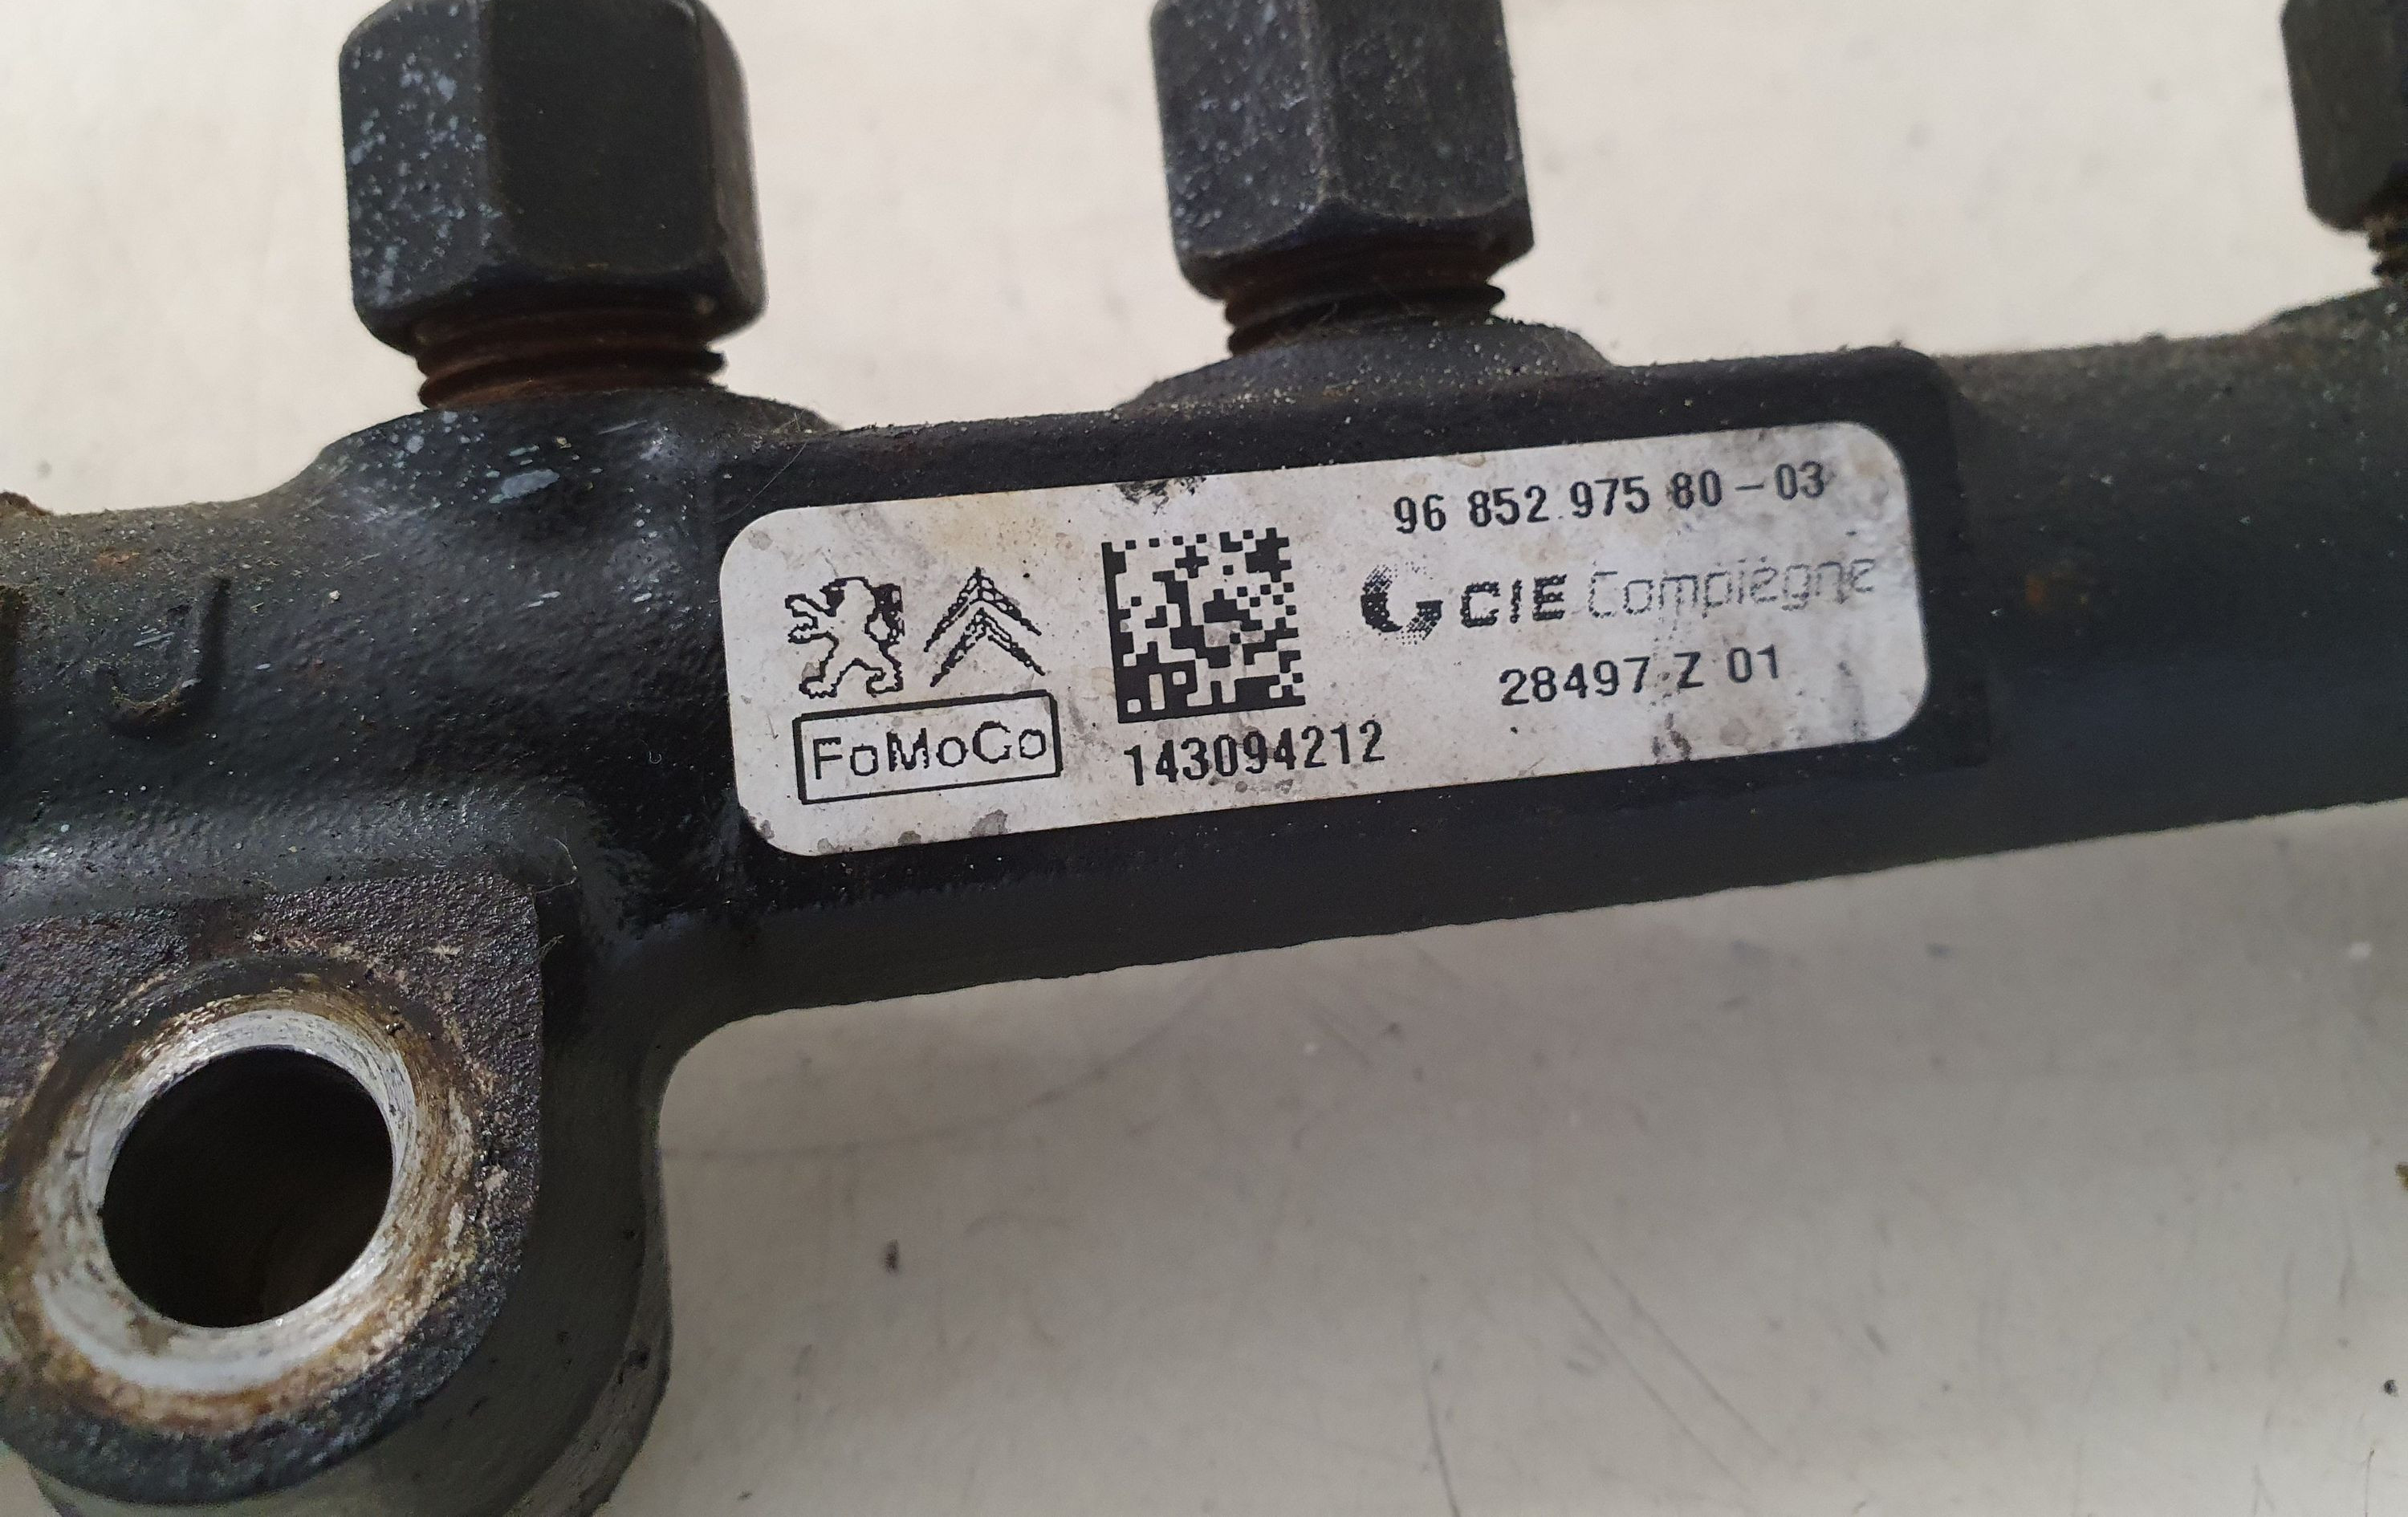 J
96 852 975 80-03
CIE Compiègne
28497 Z 01
FoMoCo
143094212